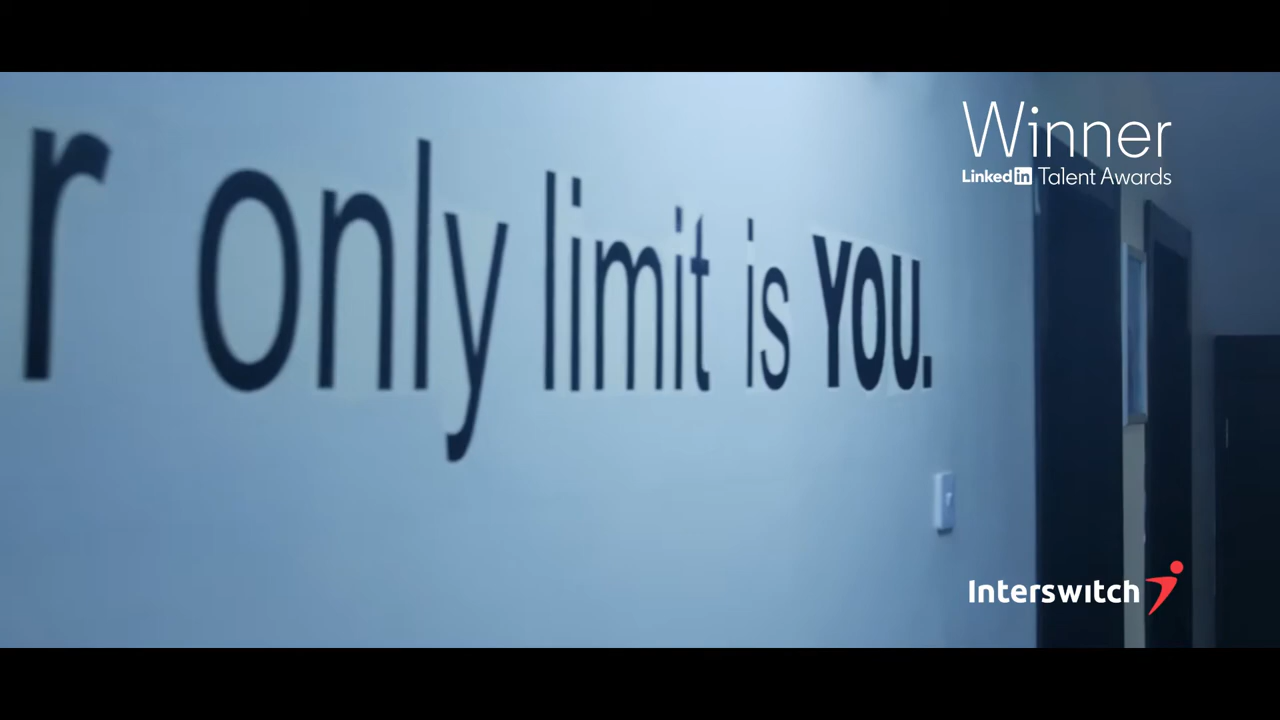 Winner
Linkedin Talent Awards
r only limit is YOU.
Interswitch